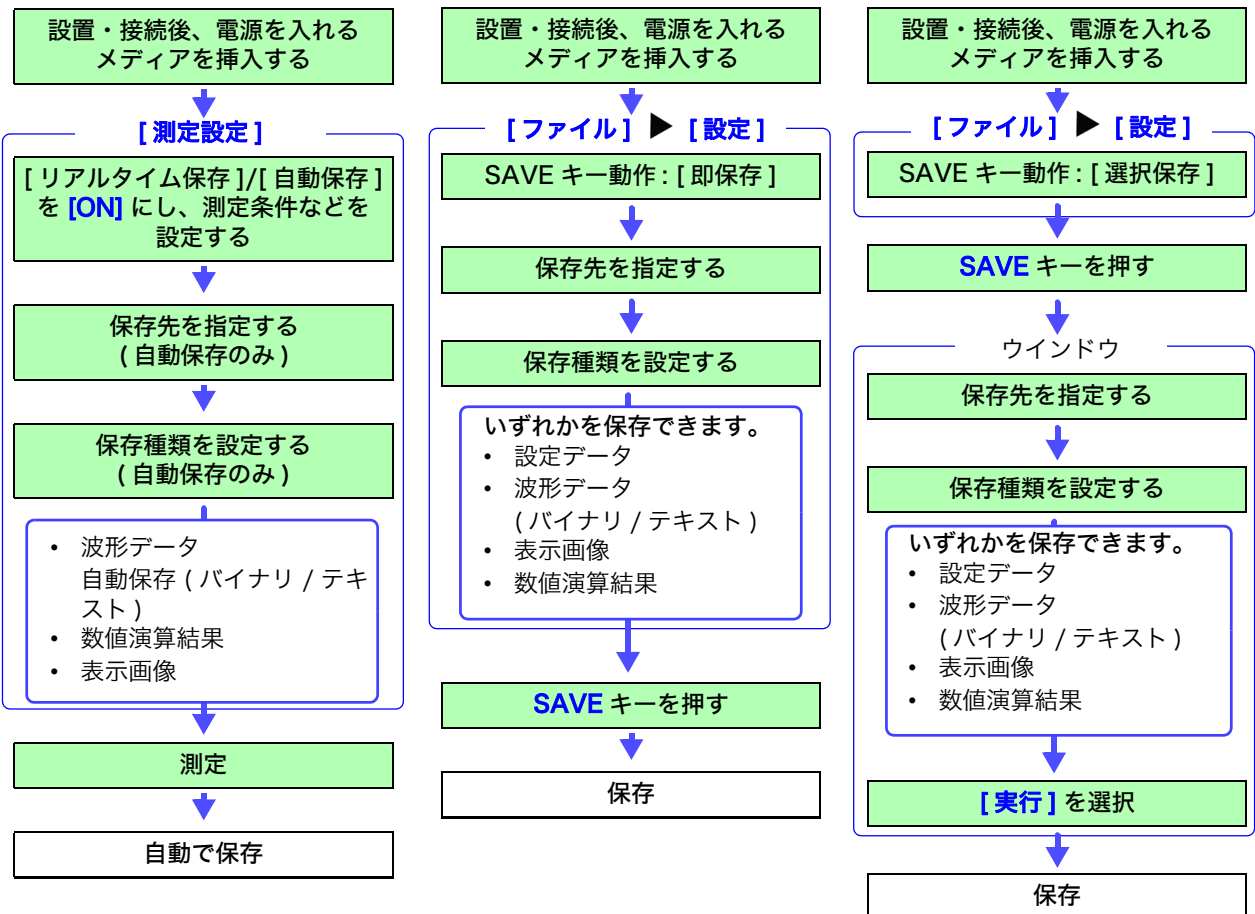 設置・接続後、電源を入れる
メディアを挿入する
[ 測定設定 ]
[ リアルタイム保存 ]/[ 自動保存 ]
を [ON] にし、測定条件などを
設定する
保存先を指定する
( 自動保存のみ )
保存種類を設定する
( 自動保存のみ )
• 波形データ
自動保存 ( バイナリ / テキ
スト )
• 数値演算結果
• 表示画像
測定
自動で保存
設置・接続後、電源を入れる
メディアを挿入する
[ ファイル ] ▶ [ 設定 ]
SAVE キー動作 : [ 即保存 ]
保存先を指定する
保存種類を設定する
いずれかを保存できます。
• 設定データ
• 波形データ
( バイナリ / テキスト )
• 表示画像
• 数値演算結果
SAVE キーを押す
保存
設置・接続後、電源を入れる
メディアを挿入する
[ ファイル ] ▶ [ 設定 ]
SAVE キー動作 : [ 選択保存 ]
SAVE キーを押す
ウインドウ
保存先を指定する
保存種類を設定する
いずれかを保存できます。
• 設定データ
• 波形データ
( バイナリ / テキスト )
• 表示画像
• 数値演算結果
[ 実行 ] を選択
保存